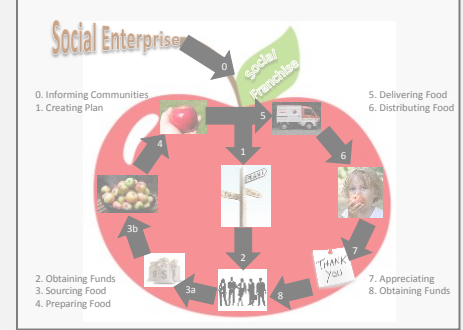 Social Enterprise
0
Social
Franchise
0. Informing Communities
1. Creating Plan
5. Delivering Food
6. Distributing Food
4
5
1
6
3b
2
3a
7
8
THANK
YOU
2. Obtaining Funds
3. Sourcing Food
4. Preparing Food
7. Appreciating
8. Obtaining Funds